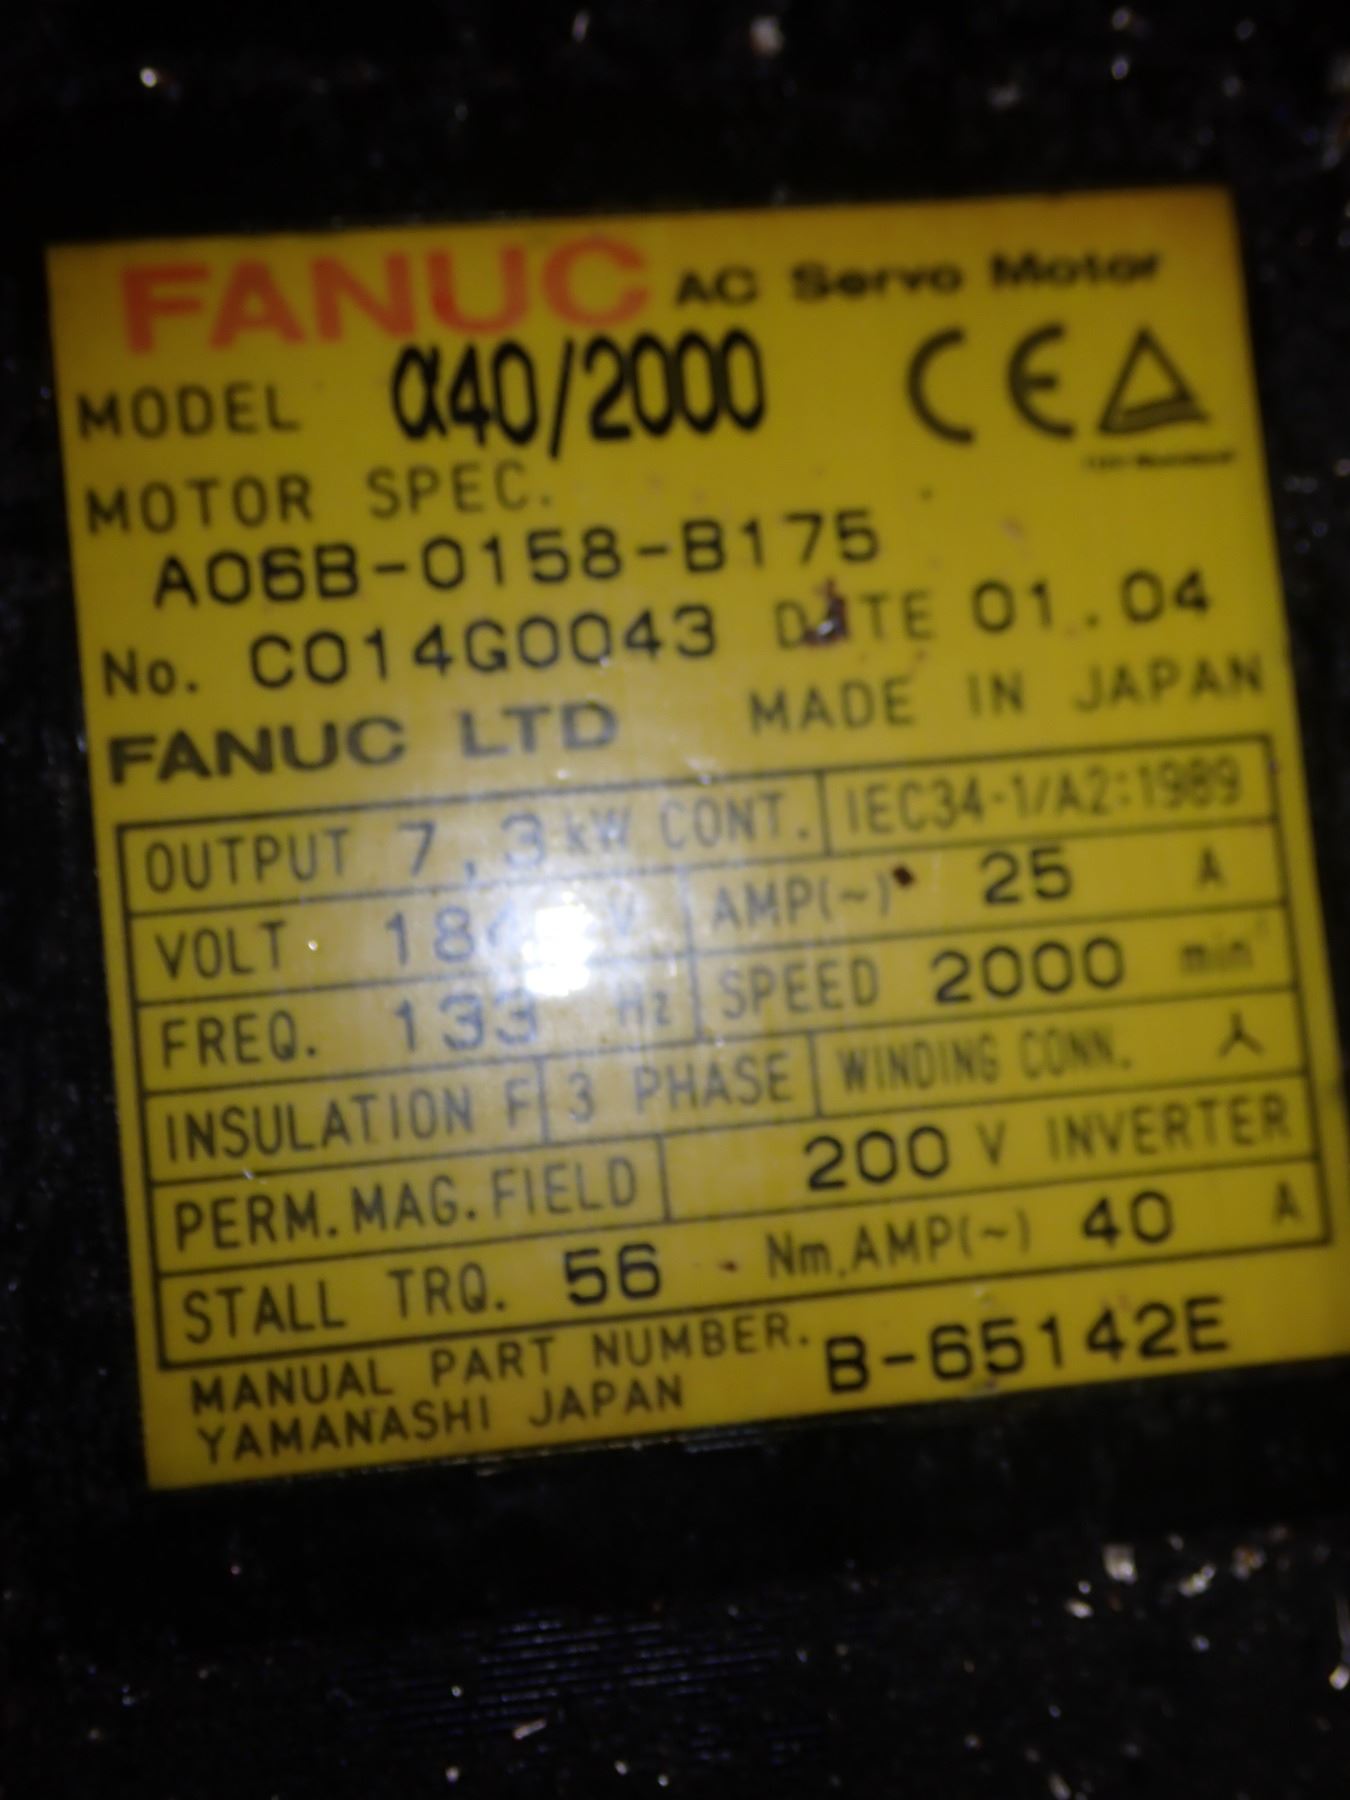 FANUC AC Servo Motor
MODEL α40/2000 CE
MOTOR SPEC.
A06B-0158-B175
No. C014G0043 DATE 01.04
FANUC LTD MADE IN JAPAN
OUTPUT 7,3 kW CONT. IEC34-1/A2:1989
VOLT V AMP(~) 25 A
FREQ. 133 Hz SPEED 2000 min⁻¹
INSULATION F 3 PHASE WINDING CONN.
PERM.MAG.FIELD 200 V INVERTER
STALL TRQ. 56 Nm.AMP(~) 40 A
MANUAL PART NUMBER. B-65142E
YAMANASHI JAPAN